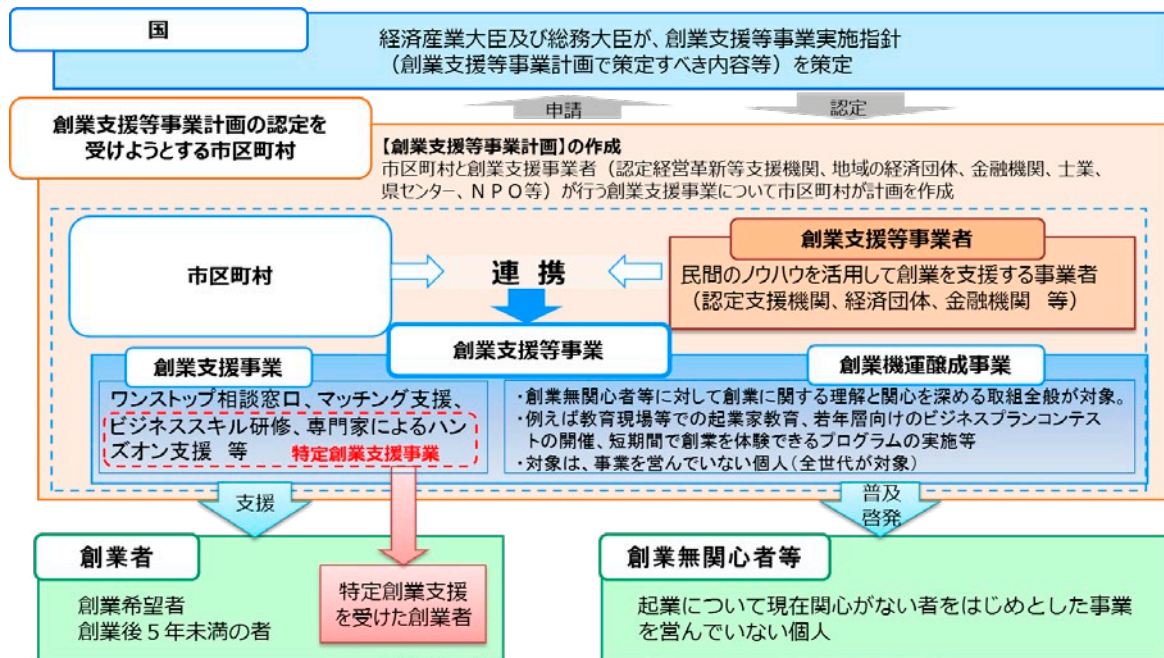 国
経済産業大臣及び総務大臣が、創業支援等事業実施指針
（創業支援等事業計画で策定すべき内容等）を策定
申請
認定
創業支援等事業計画の認定を
受けようとする市区町村
【創業支援等事業計画】の作成
市区町村と創業支援事業者（認定経営革新等支援機関、地域の経済団体、金融機関、士業、
県センター、ＮＰＯ等）が行う創業支援事業について市区町村が計画を作成
市区町村
連 携
創業支援等事業者
民間のノウハウを活用して創業を支援する事業者
（認定支援機関、経済団体、金融機関 等）
創業支援等事業
創業支援事業
ワンストップ相談窓口、マッチング支援、
ビジネススキル研修、専門家によるハン
ズオン支援 等
特定創業支援事業
創業機運醸成事業
・創業無関心者等に対して創業に関する理解と関心を深める取組全般が対象。
・例えば教育現場等での起業家教育、若年層向けのビジネスプランコンテス
トの開催、短期間で創業を体験できるプログラムの実施等
・対象は、事業を営んでいない個人（全世代が対象）
支援
普及
啓発
創業者
創業希望者
創業後５年未満の者
特定創業支援
を受けた創業者
創業無関心者等
起業について現在関心がない者をはじめとした事業
を営んでいない個人